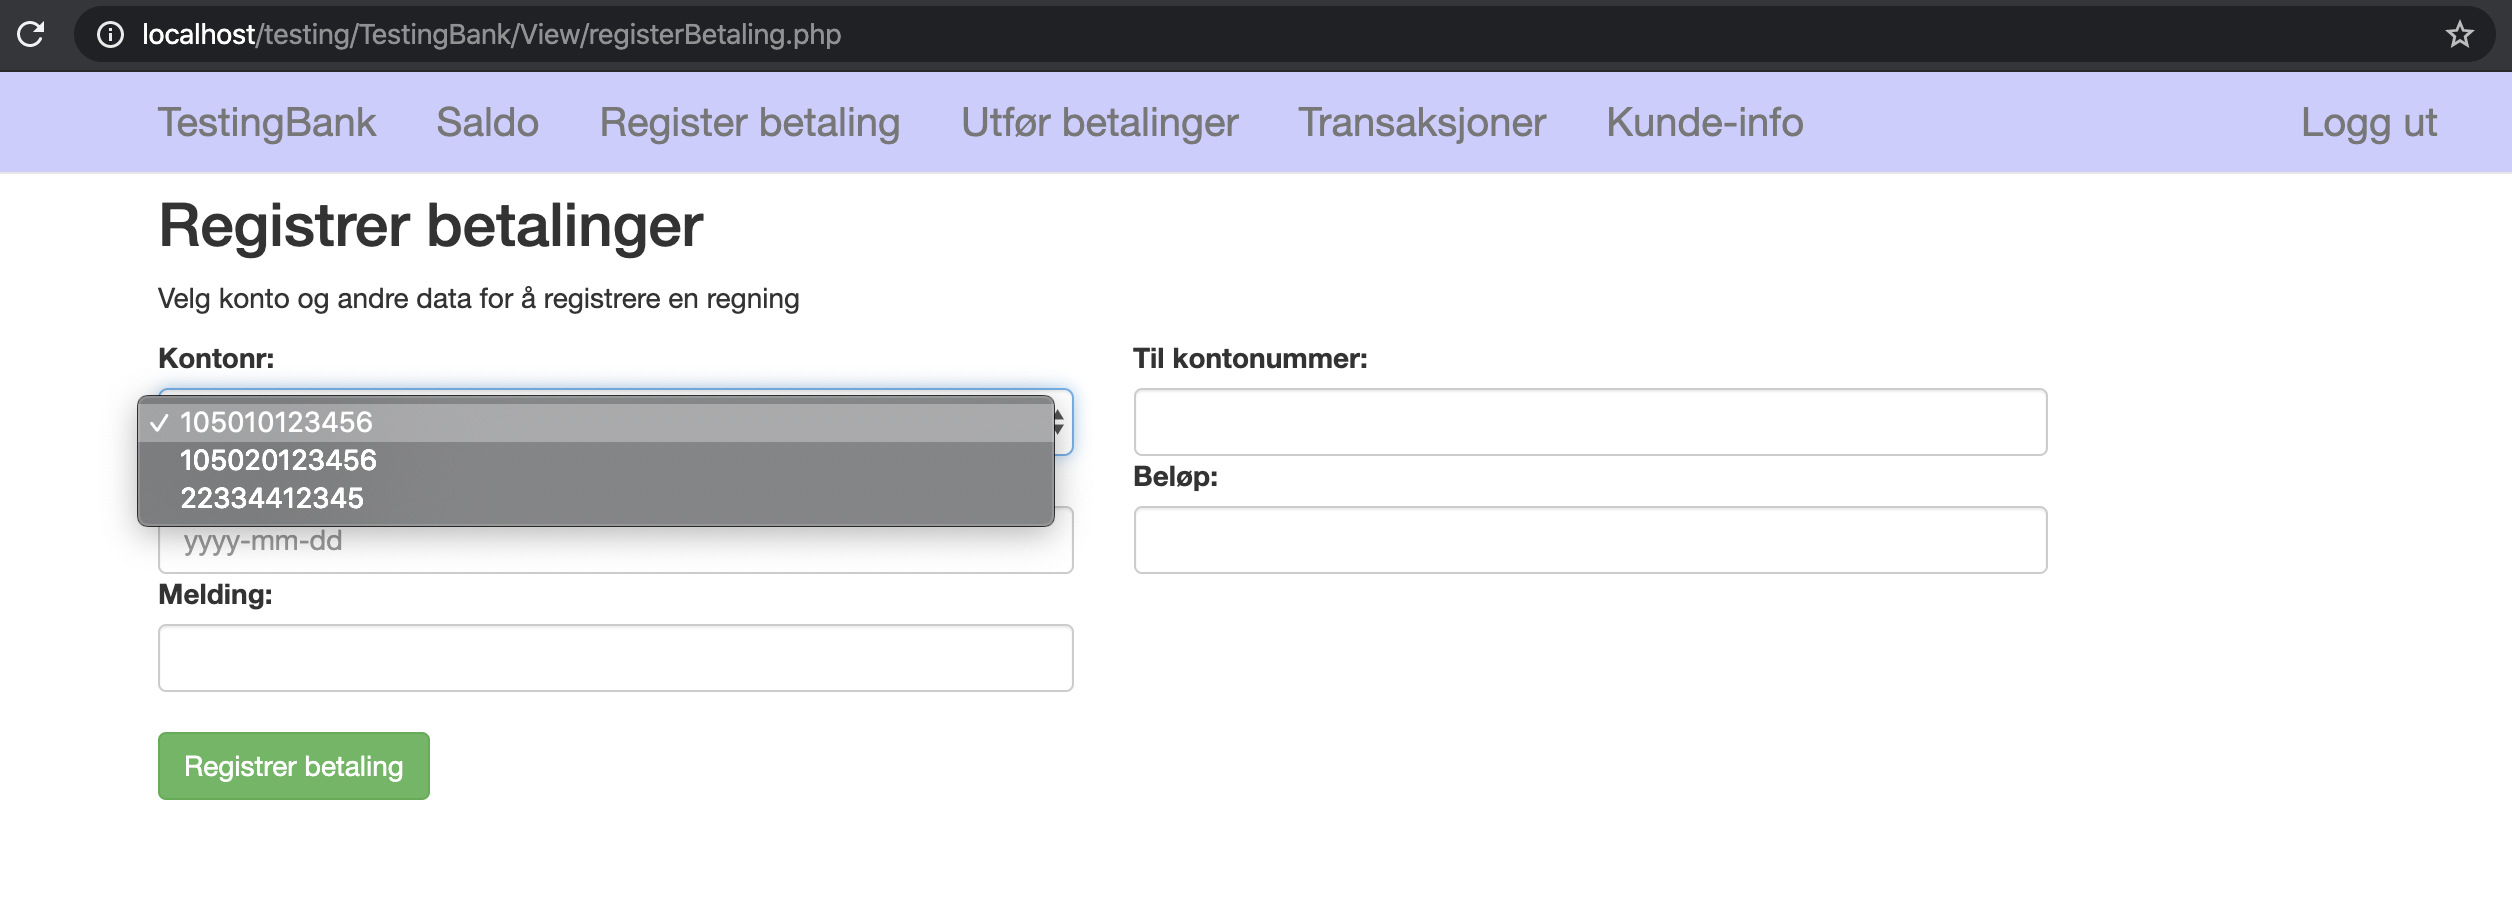 localhost/testing/TestingBank/View/registerBetaling.php
TestingBank Saldo Register betaling Utfør betalinger Transaksjoner Kunde-info Logg ut
Registrer betalinger
Velg konto og andre data for å registrere en regning
Kontonr: Til kontonummer:
✓ 105010123456
105020123456
22334412345
Beløp:
yyyy-mm-dd
Melding:
Registrer betaling